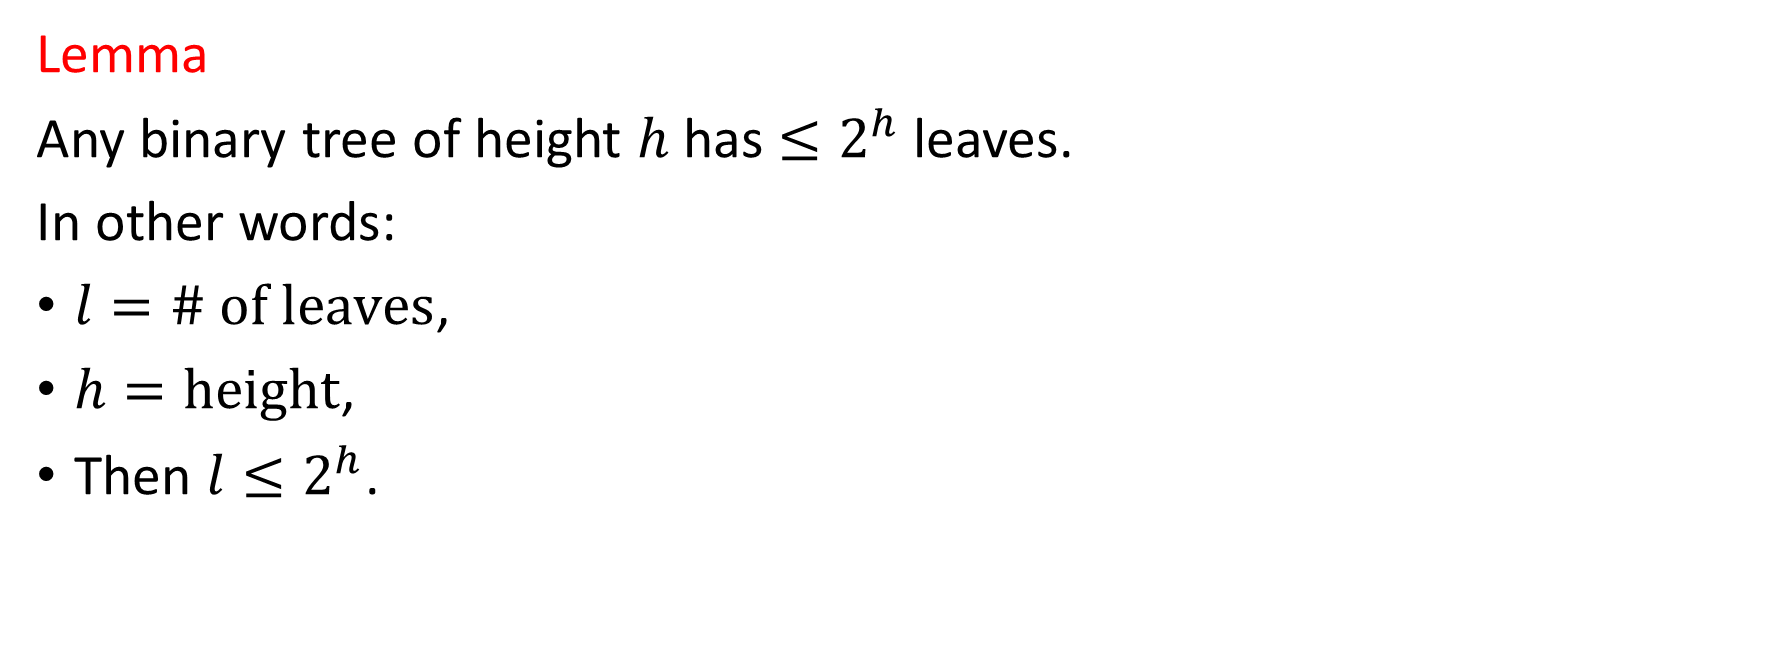 Lemma
Any binary tree of height ℎ has ≤ 2^ℎ leaves.
In other words:
• 𝑙 = # of leaves,
• ℎ = height,
• Then 𝑙 ≤ 2^ℎ.